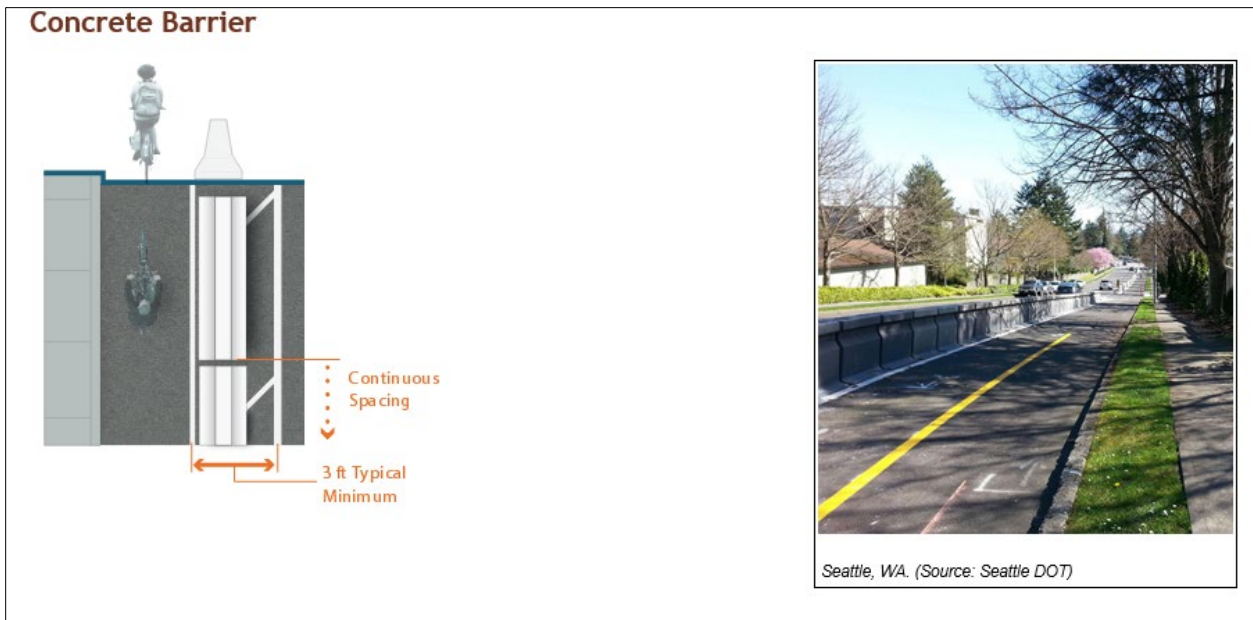 Concrete Barrier
Continuous
Spacing
3 ft Typical
Minimum
Seattle, WA. (Source: Seattle DOT)